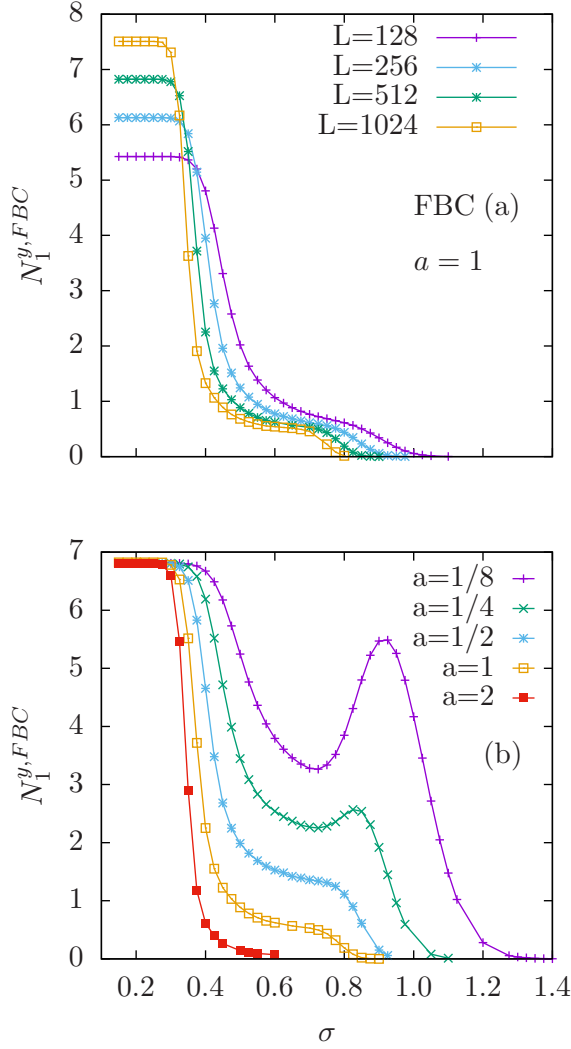 8
7
6
5
4
3
2
1
0
N_1^{y,FBC}
L=128
L=256
L=512
L=1024
FBC (a)
a = 1
7
6
5
4
3
2
1
0
N_1^{y,FBC}
a=1/8
a=1/4
a=1/2
a=1
a=2
(b)
0.2 0.4 0.6 0.8 1.0 1.2 1.4
σ